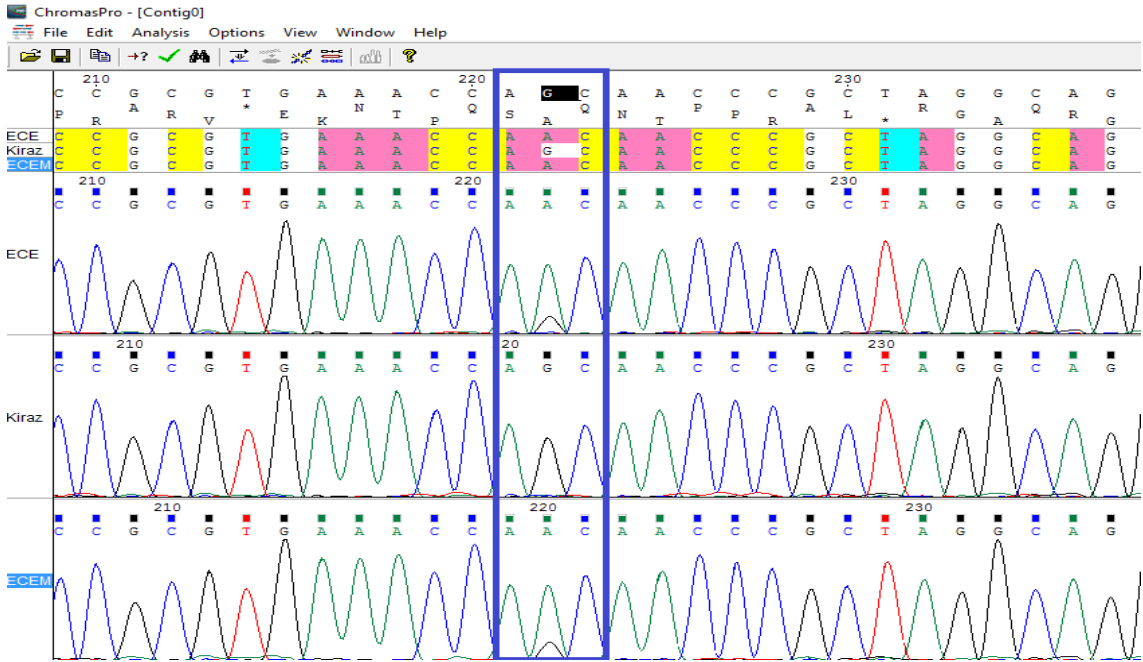 ChromasPro - [Contig0]
File Edit Analysis Options View Window Help
210 220 230
C C G C G T G A A A C C A G C A A C C C G C T A G G C A G
P R A R V * E K N T P Q S A Q N T P P R A L * R G A Q R G
ECE C C G C G T G A A A C C A A C A A C C C G C T A G G C A G
Kiraz C C G C G T G A A A C C A G C A A C C C G C T A G G C A G
ECEM C C G C G T G A A A C C A A C A A C C C G C T A G G C A G
210 220 230
C C G C G T G A A A C C A A C A A C C C G C T A G G C A G
ECE
210 20 230
C C G C G T G A A A C C A G C A A C C C G C T A G G C A G
Kiraz
210 220 230
C C G C G T G A A A C C A A C A A C C C G C T A G G C A G
ECEM